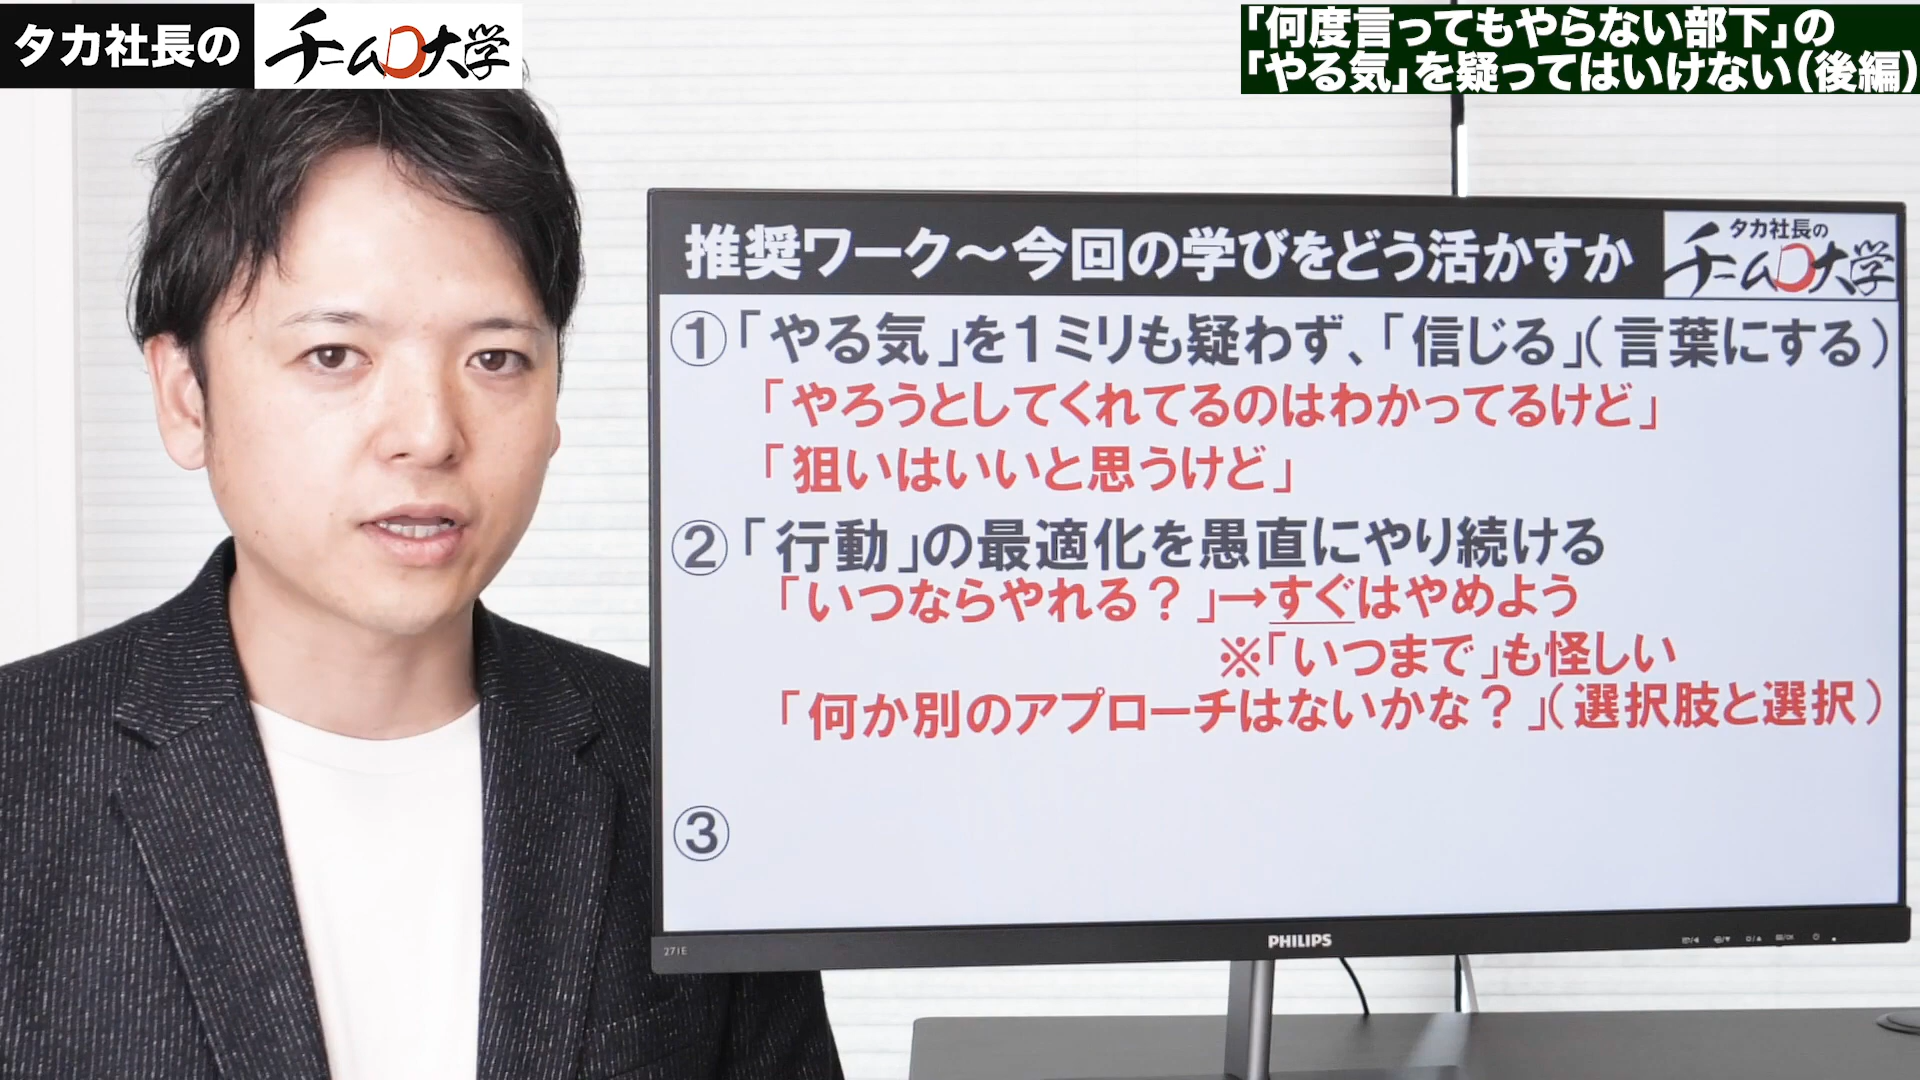 タカ社長の
チームD大学
「何度言ってもやらない部下」の
「やる気」を疑ってはいけない(後編)
推奨ワーク～今回の学びをどう活かすか
タカ社長の
チームD大学
①「やる気」を1ミリも疑わず、「信じる」(言葉にする)
「やろうとしてくれてるのはわかってるけど」
「狙いはいいと思うけど」
②「行動」の最適化を愚直にやり続ける
「いつならやれる？」→すぐはやめよう
※「いつまで」も怪しい
「何か別のアプローチはないかな？」(選択肢と選択)
③
271E
PHILIPS